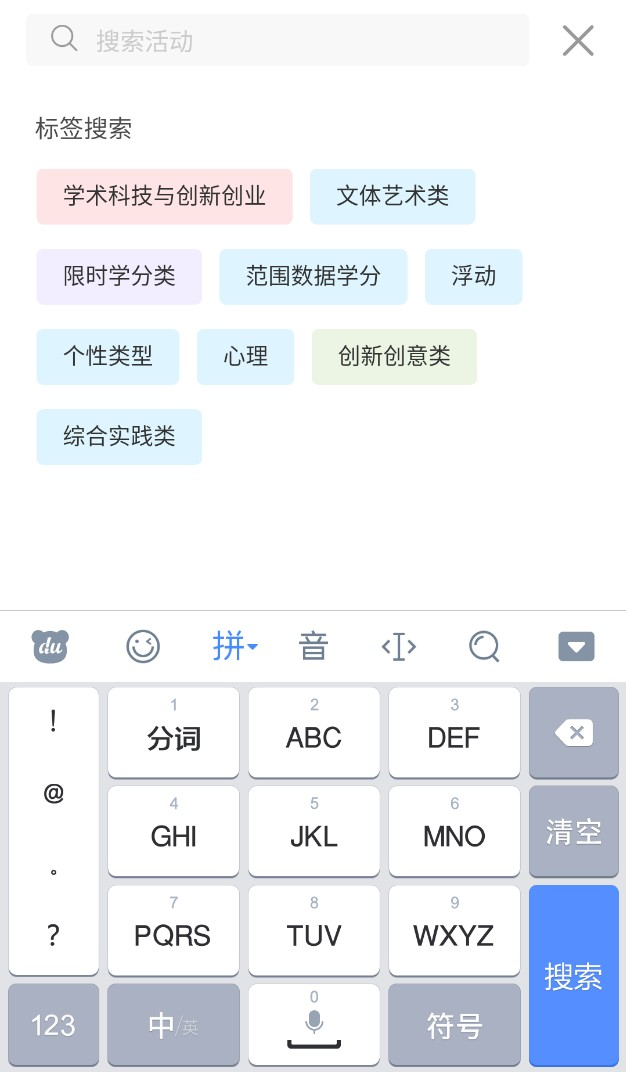 搜索活动
标签搜索
学术科技与创新创业 文体艺术类
限时学分类 范围数据学分 浮动
个性类型 心理 创新创意类
综合实践类
du 拼 音
! 1 2 3
分词 ABC DEF
@ 4 5 6
GHI JKL MNO 清空
。 7 8 9
? PQRS TUV WXYZ
搜索
0
123 中/英 符号